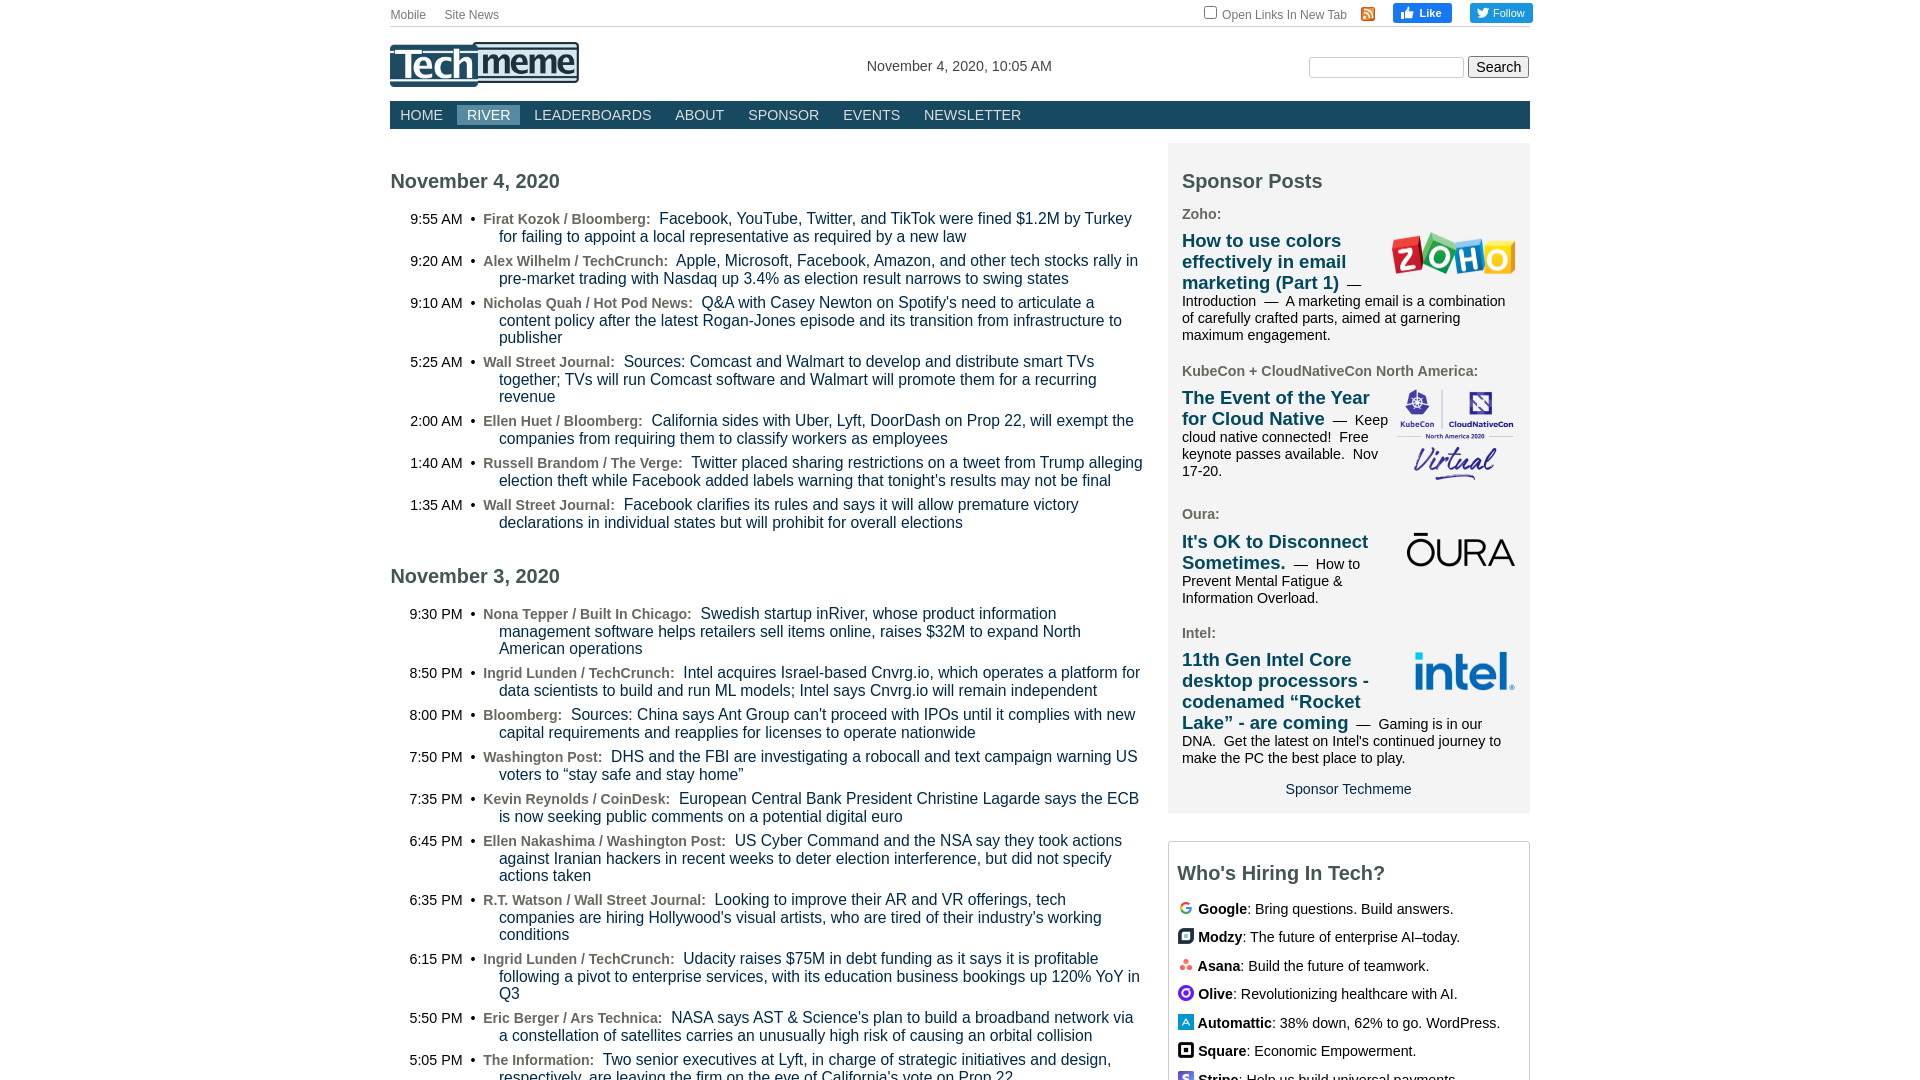 Mobile Site News Open Links In New Tab Like Follow
Techmeme November 4, 2020, 10:05 AM Search
HOME RIVER LEADERBOARDS ABOUT SPONSOR EVENTS NEWSLETTER
November 4, 2020
9:55 AM • Firat Kozok / Bloomberg: Facebook, YouTube, Twitter, and TikTok were fined $1.2M by Turkey
for failing to appoint a local representative as required by a new law
9:20 AM • Alex Wilhelm / TechCrunch: Apple, Microsoft, Facebook, Amazon, and other tech stocks rally in
pre-market trading with Nasdaq up 3.4% as election result narrows to swing states
9:10 AM • Nicholas Quah / Hot Pod News: Q&A with Casey Newton on Spotify's need to articulate a
content policy after the latest Rogan-Jones episode and its transition from infrastructure to
publisher
5:25 AM • Wall Street Journal: Sources: Comcast and Walmart to develop and distribute smart TVs
together; TVs will run Comcast software and Walmart will promote them for a recurring
revenue
2:00 AM • Ellen Huet / Bloomberg: California sides with Uber, Lyft, DoorDash on Prop 22, will exempt the
companies from requiring them to classify workers as employees
1:40 AM • Russell Brandom / The Verge: Twitter placed sharing restrictions on a tweet from Trump alleging
election theft while Facebook added labels warning that tonight's results may not be final
1:35 AM • Wall Street Journal: Facebook clarifies its rules and says it will allow premature victory
declarations in individual states but will prohibit for overall elections
November 3, 2020
9:30 PM • Nona Tepper / Built In Chicago: Swedish startup inRiver, whose product information
management software helps retailers sell items online, raises $32M to expand North
American operations
8:50 PM • Ingrid Lunden / TechCrunch: Intel acquires Israel-based Cnvrg.io, which operates a platform for
data scientists to build and run ML models; Intel says Cnvrg.io will remain independent
8:00 PM • Bloomberg: Sources: China says Ant Group can't proceed with IPOs until it complies with new
capital requirements and reapplies for licenses to operate nationwide
7:50 PM • Washington Post: DHS and the FBI are investigating a robocall and text campaign warning US
voters to “stay safe and stay home”
7:35 PM • Kevin Reynolds / CoinDesk: European Central Bank President Christine Lagarde says the ECB
is now seeking public comments on a potential digital euro
6:45 PM • Ellen Nakashima / Washington Post: US Cyber Command and the NSA say they took actions
against Iranian hackers in recent weeks to deter election interference, but did not specify
actions taken
6:35 PM • R.T. Watson / Wall Street Journal: Looking to improve their AR and VR offerings, tech
companies are hiring Hollywood's visual artists, who are tired of their industry's working
conditions
6:15 PM • Ingrid Lunden / TechCrunch: Udacity raises $75M in debt funding as it says it is profitable
following a pivot to enterprise services, with its education business bookings up 120% YoY in
Q3
5:50 PM • Eric Berger / Ars Technica: NASA says AST & Science's plan to build a broadband network via
a constellation of satellites carries an unusually high risk of causing an orbital collision
5:05 PM • The Information: Two senior executives at Lyft, in charge of strategic initiatives and design,
respectively, are leaving the firm on the eve of California's vote on Prop 22
Sponsor Posts
Zoho:
How to use colors
effectively in email
marketing (Part 1) —
ZOHO
Introduction — A marketing email is a combination
of carefully crafted parts, aimed at garnering
maximum engagement.
KubeCon + CloudNativeCon North America:
The Event of the Year
for Cloud Native — Keep
cloud native connected! Free
keynote passes available. Nov
17-20.
KubeCon CloudNativeCon
North America 2020
Virtual
Oura:
It's OK to Disconnect
Sometimes. — How to
Prevent Mental Fatigue &
Information Overload.
ŌURA
Intel:
11th Gen Intel Core
desktop processors -
codenamed “Rocket
Lake” - are coming — Gaming is in our
DNA. Get the latest on Intel's continued journey to
make the PC the best place to play.
intel®
Sponsor Techmeme
Who's Hiring In Tech?
Google: Bring questions. Build answers.
Modzy: The future of enterprise AI–today.
Asana: Build the future of teamwork.
Olive: Revolutionizing healthcare with AI.
Automattic: 38% down, 62% to go. WordPress.
Square: Economic Empowerment.
Stripe: Help us build universal payments.